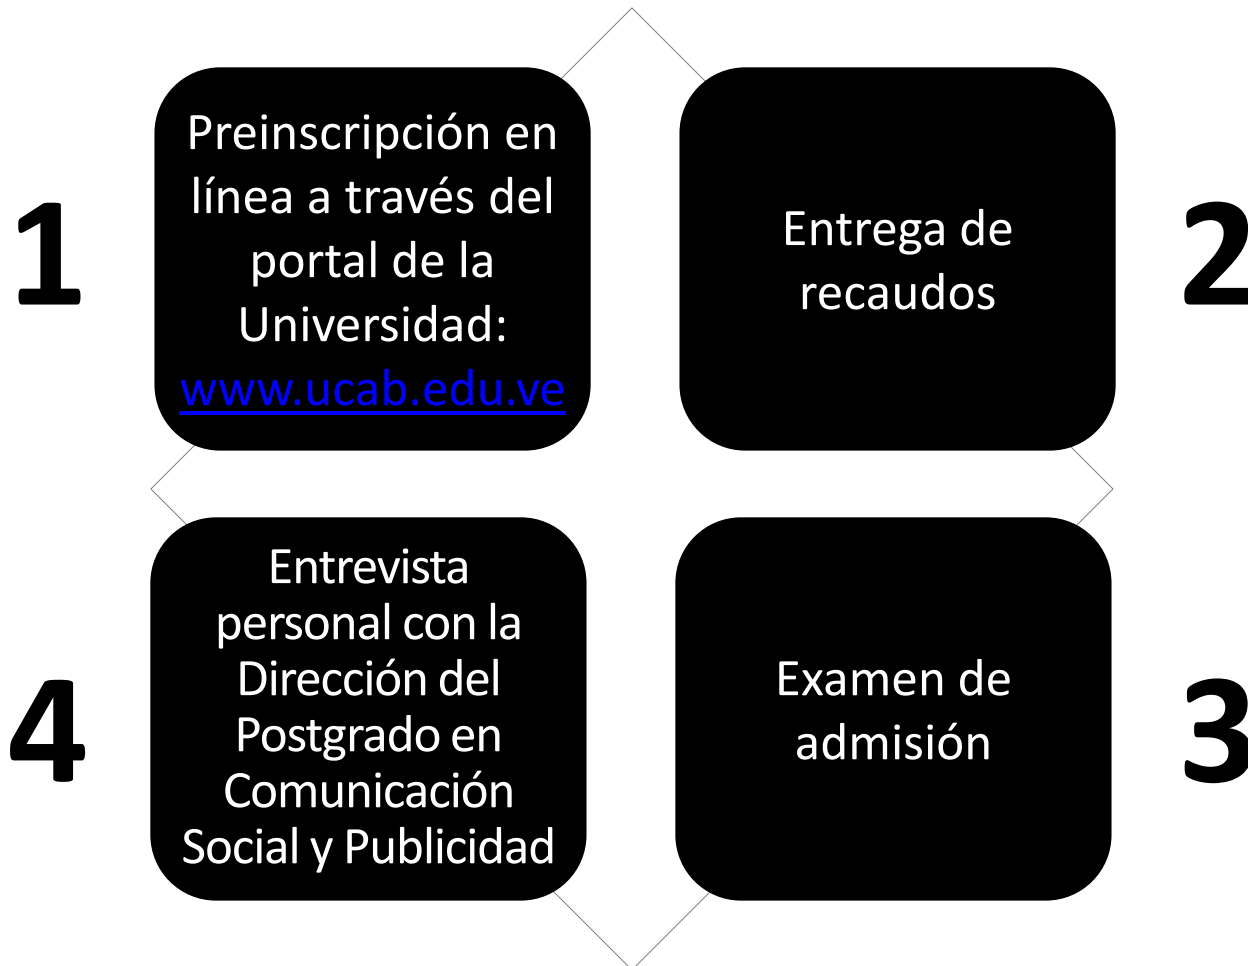 1
Preinscripción en
línea a través del
portal de la
Universidad:
www.ucab.edu.ve
2
Entrega de
recaudos
3
Examen de
admisión
4
Entrevista
personal con la
Dirección del
Postgrado en
Comunicación
Social y Publicidad